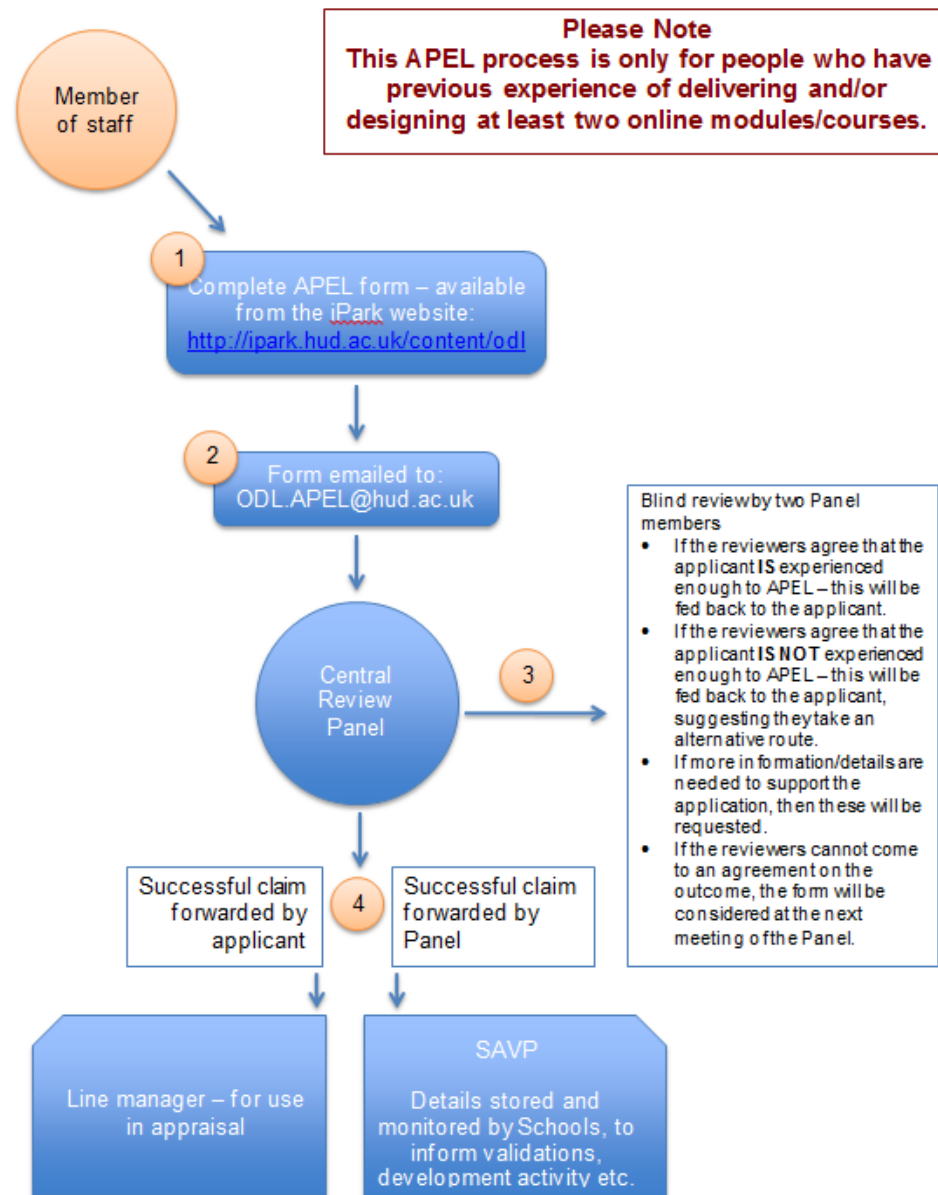 Please Note
This APEL process is only for people who have
previous experience of delivering and/or
designing at least two online modules/courses.
Member
of staff
1
Complete APEL form – available
from the iPark website:
http://ipark.hud.ac.uk/content/odl
2
Form emailed to:
ODL.APEL@hud.ac.uk
Central
Review
Panel
3
Blind review by two Panel
members
• If the reviewers agree that the
applicant IS experienced
enough to APEL – this will be
fed back to the applicant.
• If the reviewers agree that the
applicant IS NOT experienced
enough to APEL – this will be
fed back to the applicant,
suggesting they take an
alternative route.
• If more information/details are
needed to support the
application, then these will be
requested.
• If the reviewers cannot come
to an agreement on the
outcome, the form will be
considered at the next
meeting of the Panel.
Successful claim
forwarded by
applicant
4
Successful claim
forwarded by
Panel
Line manager – for use
in appraisal
SAVP
Details stored and
monitored by Schools, to
inform validations,
development activity etc.